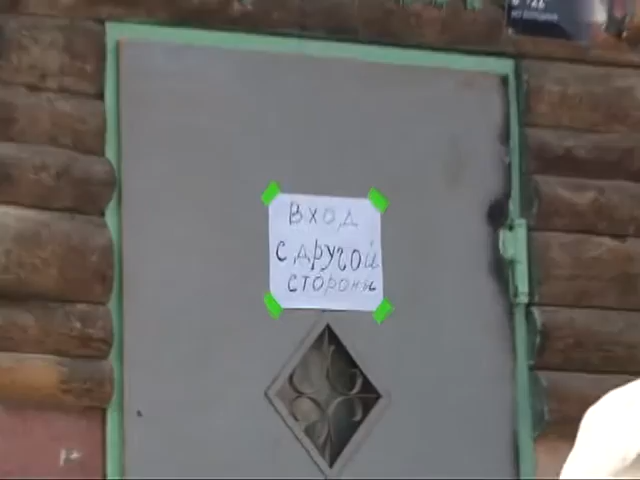 Вход
с другой
стороны